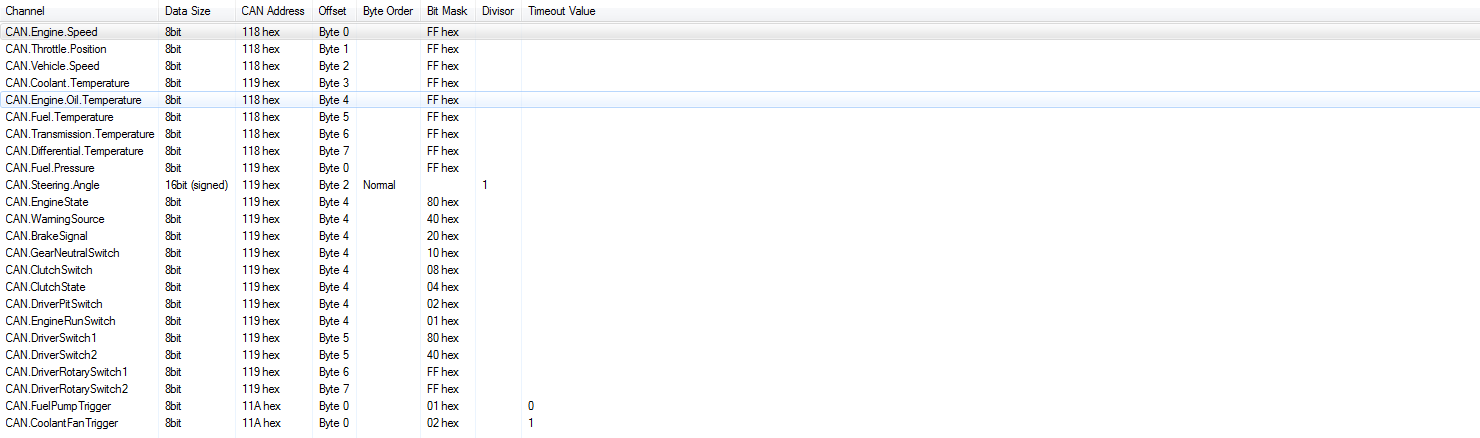 Channel Data Size CAN Address Offset Byte Order Bit Mask Divisor Timeout Value
CAN.Engine.Speed 8bit 118 hex Byte 0 FF hex
CAN.Throttle.Position 8bit 118 hex Byte 1 FF hex
CAN.Vehicle.Speed 8bit 118 hex Byte 2 FF hex
CAN.Coolant.Temperature 8bit 119 hex Byte 3 FF hex
CAN.Engine.Oil.Temperature 8bit 118 hex Byte 4 FF hex
CAN.Fuel.Temperature 8bit 118 hex Byte 5 FF hex
CAN.Transmission.Temperature 8bit 118 hex Byte 6 FF hex
CAN.Differential.Temperature 8bit 118 hex Byte 7 FF hex
CAN.Fuel.Pressure 8bit 119 hex Byte 0 FF hex
CAN.Steering.Angle 16bit (signed) 119 hex Byte 2 Normal 1
CAN.EngineState 8bit 119 hex Byte 4 80 hex
CAN.WarningSource 8bit 119 hex Byte 4 40 hex
CAN.BrakeSignal 8bit 119 hex Byte 4 20 hex
CAN.GearNeutralSwitch 8bit 119 hex Byte 4 10 hex
CAN.ClutchSwitch 8bit 119 hex Byte 4 08 hex
CAN.ClutchState 8bit 119 hex Byte 4 04 hex
CAN.DriverPitSwitch 8bit 119 hex Byte 4 02 hex
CAN.EngineRunSwitch 8bit 119 hex Byte 4 01 hex
CAN.DriverSwitch1 8bit 119 hex Byte 5 80 hex
CAN.DriverSwitch2 8bit 119 hex Byte 5 40 hex
CAN.DriverRotarySwitch1 8bit 119 hex Byte 6 FF hex
CAN.DriverRotarySwitch2 8bit 119 hex Byte 7 FF hex
CAN.FuelPumpTrigger 8bit 11A hex Byte 0 01 hex 0
CAN.CoolantFanTrigger 8bit 11A hex Byte 0 02 hex 1